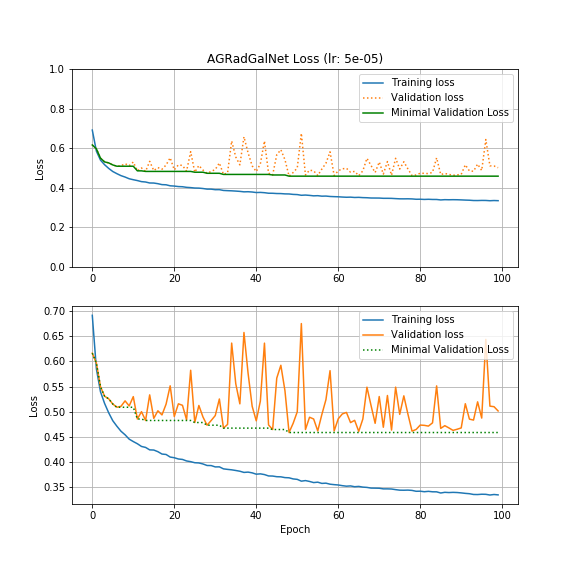 AGRadGalNet Loss (lr: 5e-05)
1.0
0.8
0.6
0.4
0.2
0.0
Loss
Training loss
Validation loss
Minimal Validation Loss
0 20 40 60 80 100
0.70
0.65
0.60
0.55
0.50
0.45
0.40
0.35
Loss
Training loss
Validation loss
Minimal Validation Loss
0 20 40 60 80 100
Epoch